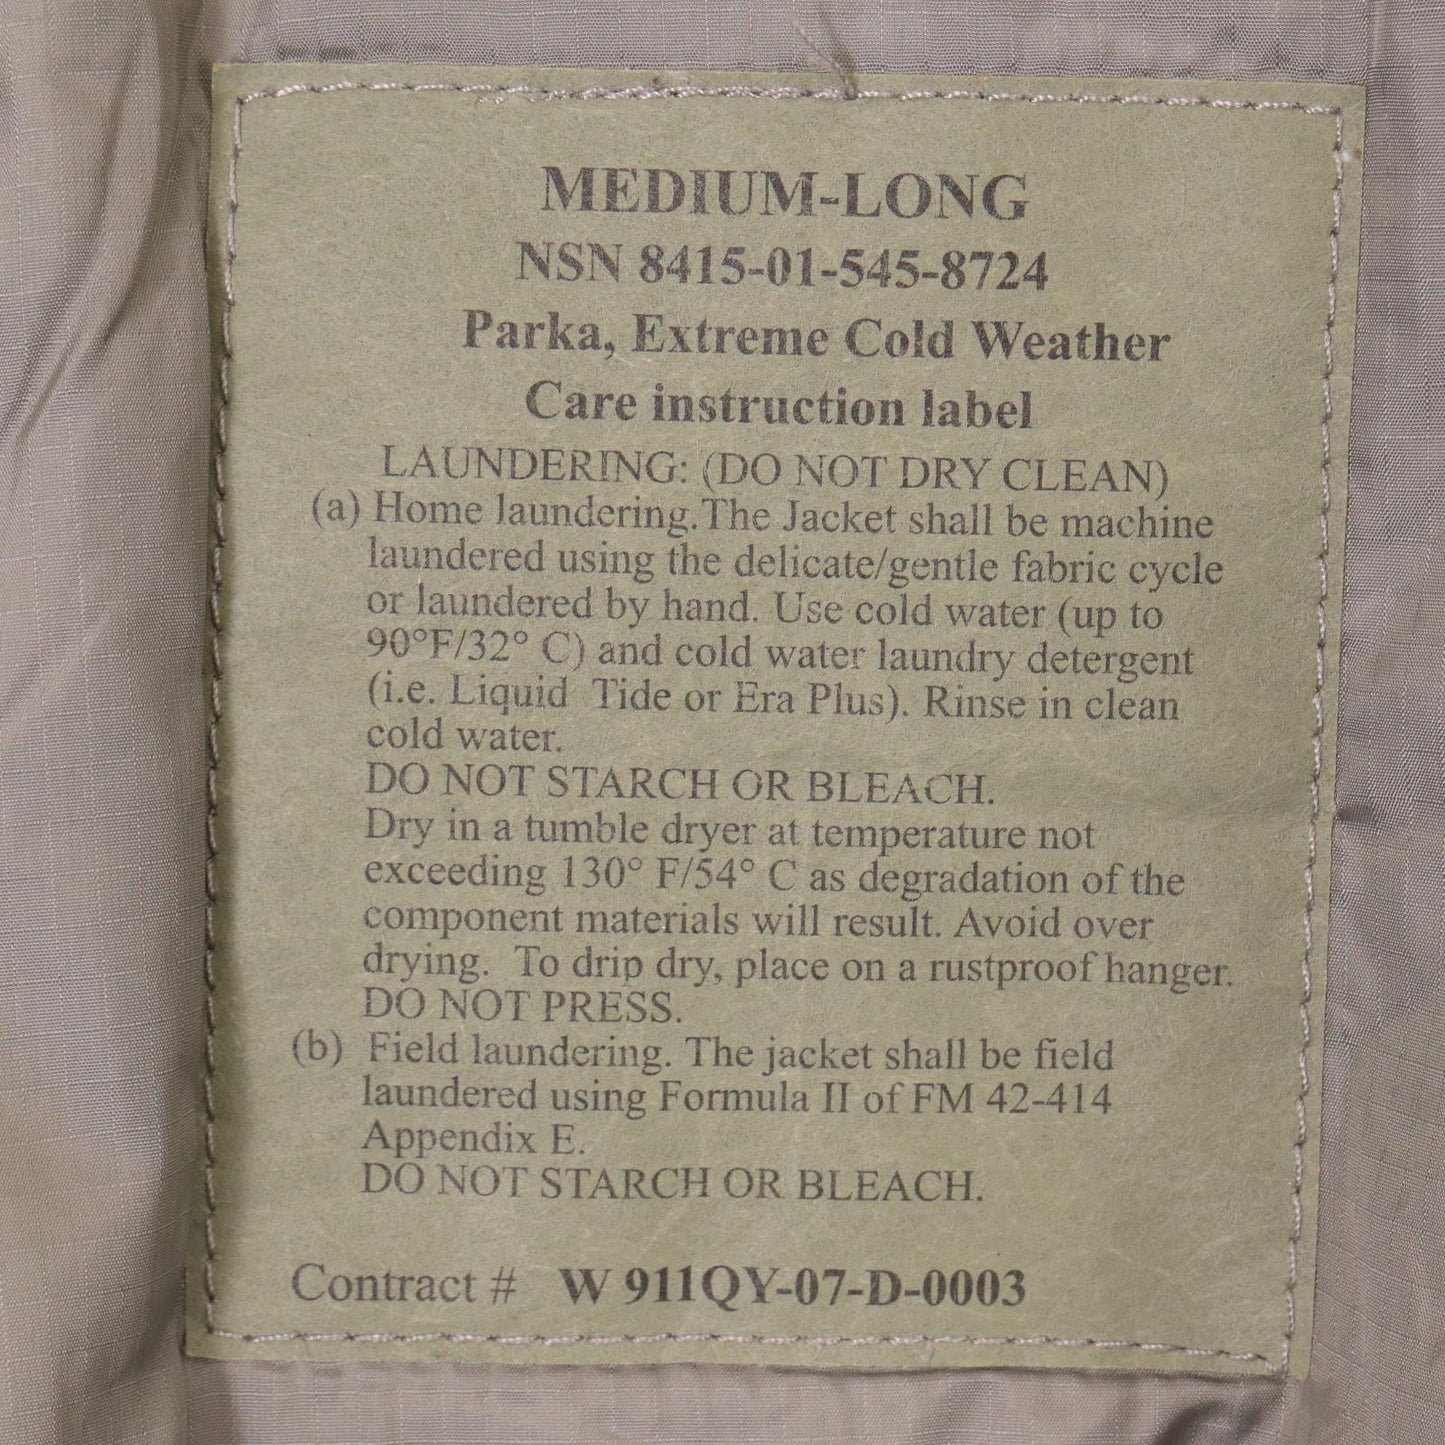 MEDIUM-LONG
NSN 8415-01-545-8724
Parka, Extreme Cold Weather
Care instruction label
LAUNDERING: (DO NOT DRY CLEAN)
(a) Home laundering.The Jacket shall be machine
laundered using the delicate/gentle fabric cycle
or laundered by hand. Use cold water (up to
90°F/32° C) and cold water laundry detergent
(i.e. Liquid Tide or Era Plus). Rinse in clean
cold water.
DO NOT STARCH OR BLEACH.
Dry in a tumble dryer at temperature not
exceeding 130° F/54° C as degradation of the
component materials will result. Avoid over
drying. To drip dry, place on a rustproof hanger.
DO NOT PRESS.
(b) Field laundering. The jacket shall be field
laundered using Formula II of FM 42-414
Appendix E.
DO NOT STARCH OR BLEACH.
Contract # W 911QY-07-D-0003